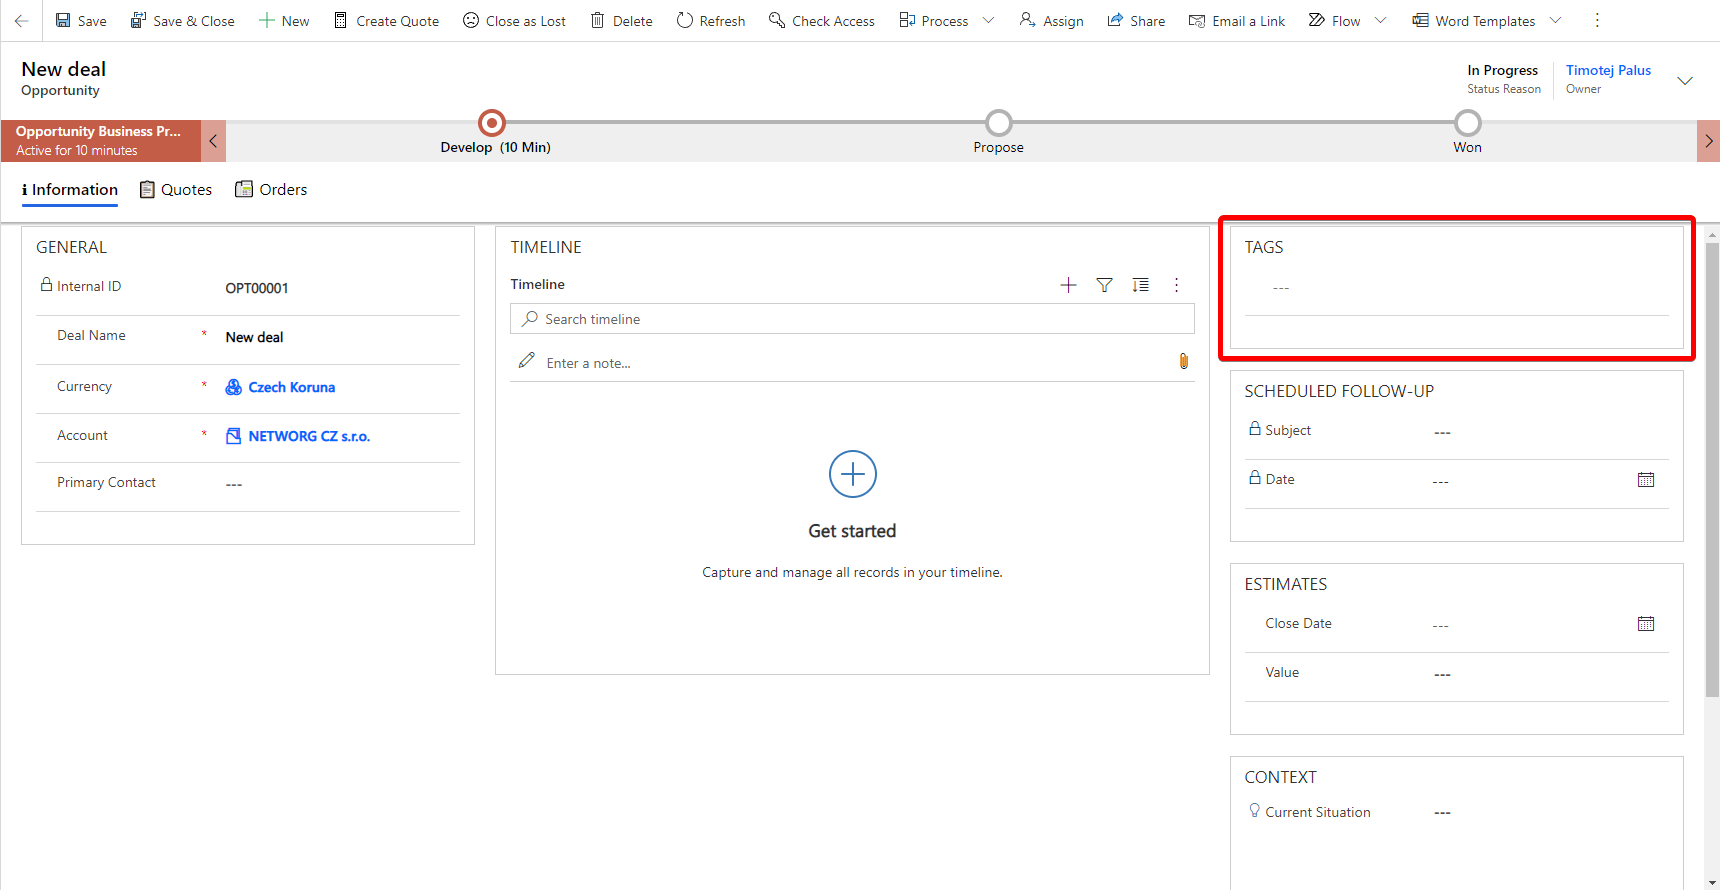 Save Save & Close New Create Quote Close as Lost Delete Refresh Check Access Process Assign Share Email a Link Flow Word Templates
New deal
Opportunity
In Progress
Status Reason
Timotej Palus
Owner
Opportunity Business Pr...
Active for 10 minutes
Develop (10 Min)
Propose
Won
Information Quotes Orders
GENERAL
Internal ID OPT00001
Deal Name * New deal
Currency * Czech Koruna
Account * NETWORG CZ s.r.o.
Primary Contact ---
TIMELINE
Timeline
Search timeline
Enter a note...
Get started
Capture and manage all records in your timeline.
TAGS
---
SCHEDULED FOLLOW-UP
Subject ---
Date ---
ESTIMATES
Close Date ---
Value ---
CONTEXT
Current Situation ---